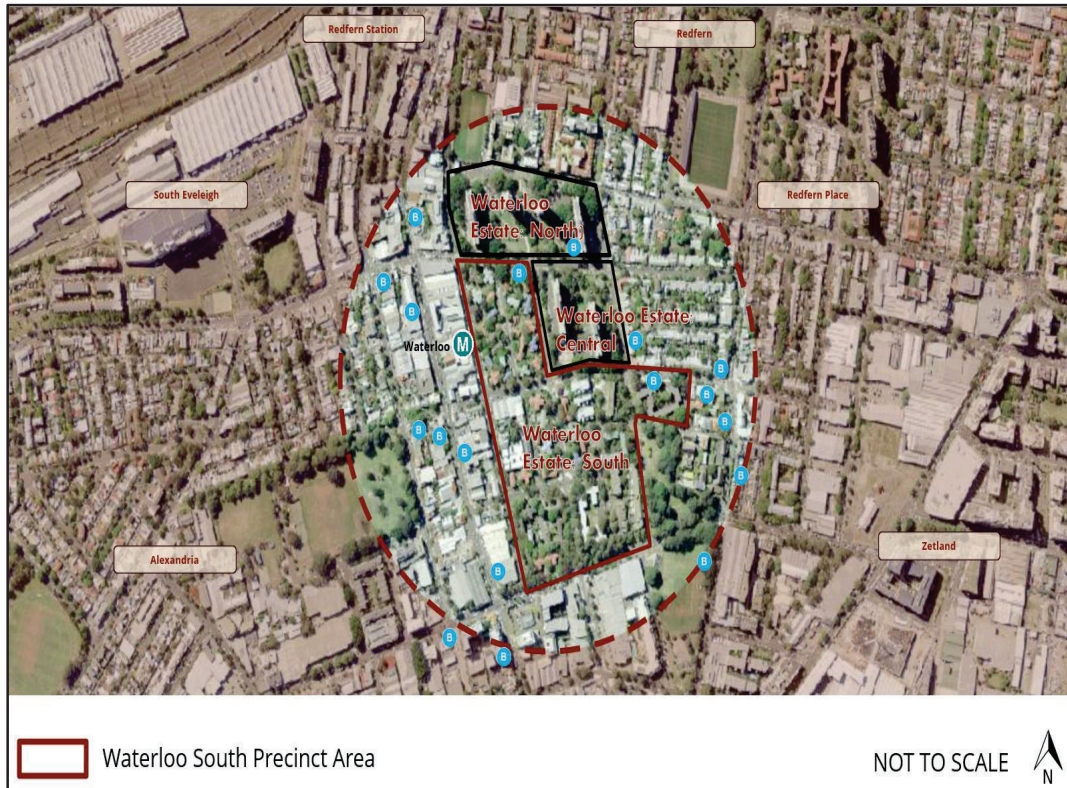 Redfern Station
Redfern
South Eveleigh
Redfern Place
Waterloo
Estate: North
B
B
B
B
B
Waterloo Estate:
Central
Waterloo M
B
B
B
B
B
B
B
B
Waterloo
Estate: South
B
B
Alexandria
Zetland
B
B
B
B
Waterloo South Precinct Area
NOT TO SCALE
N